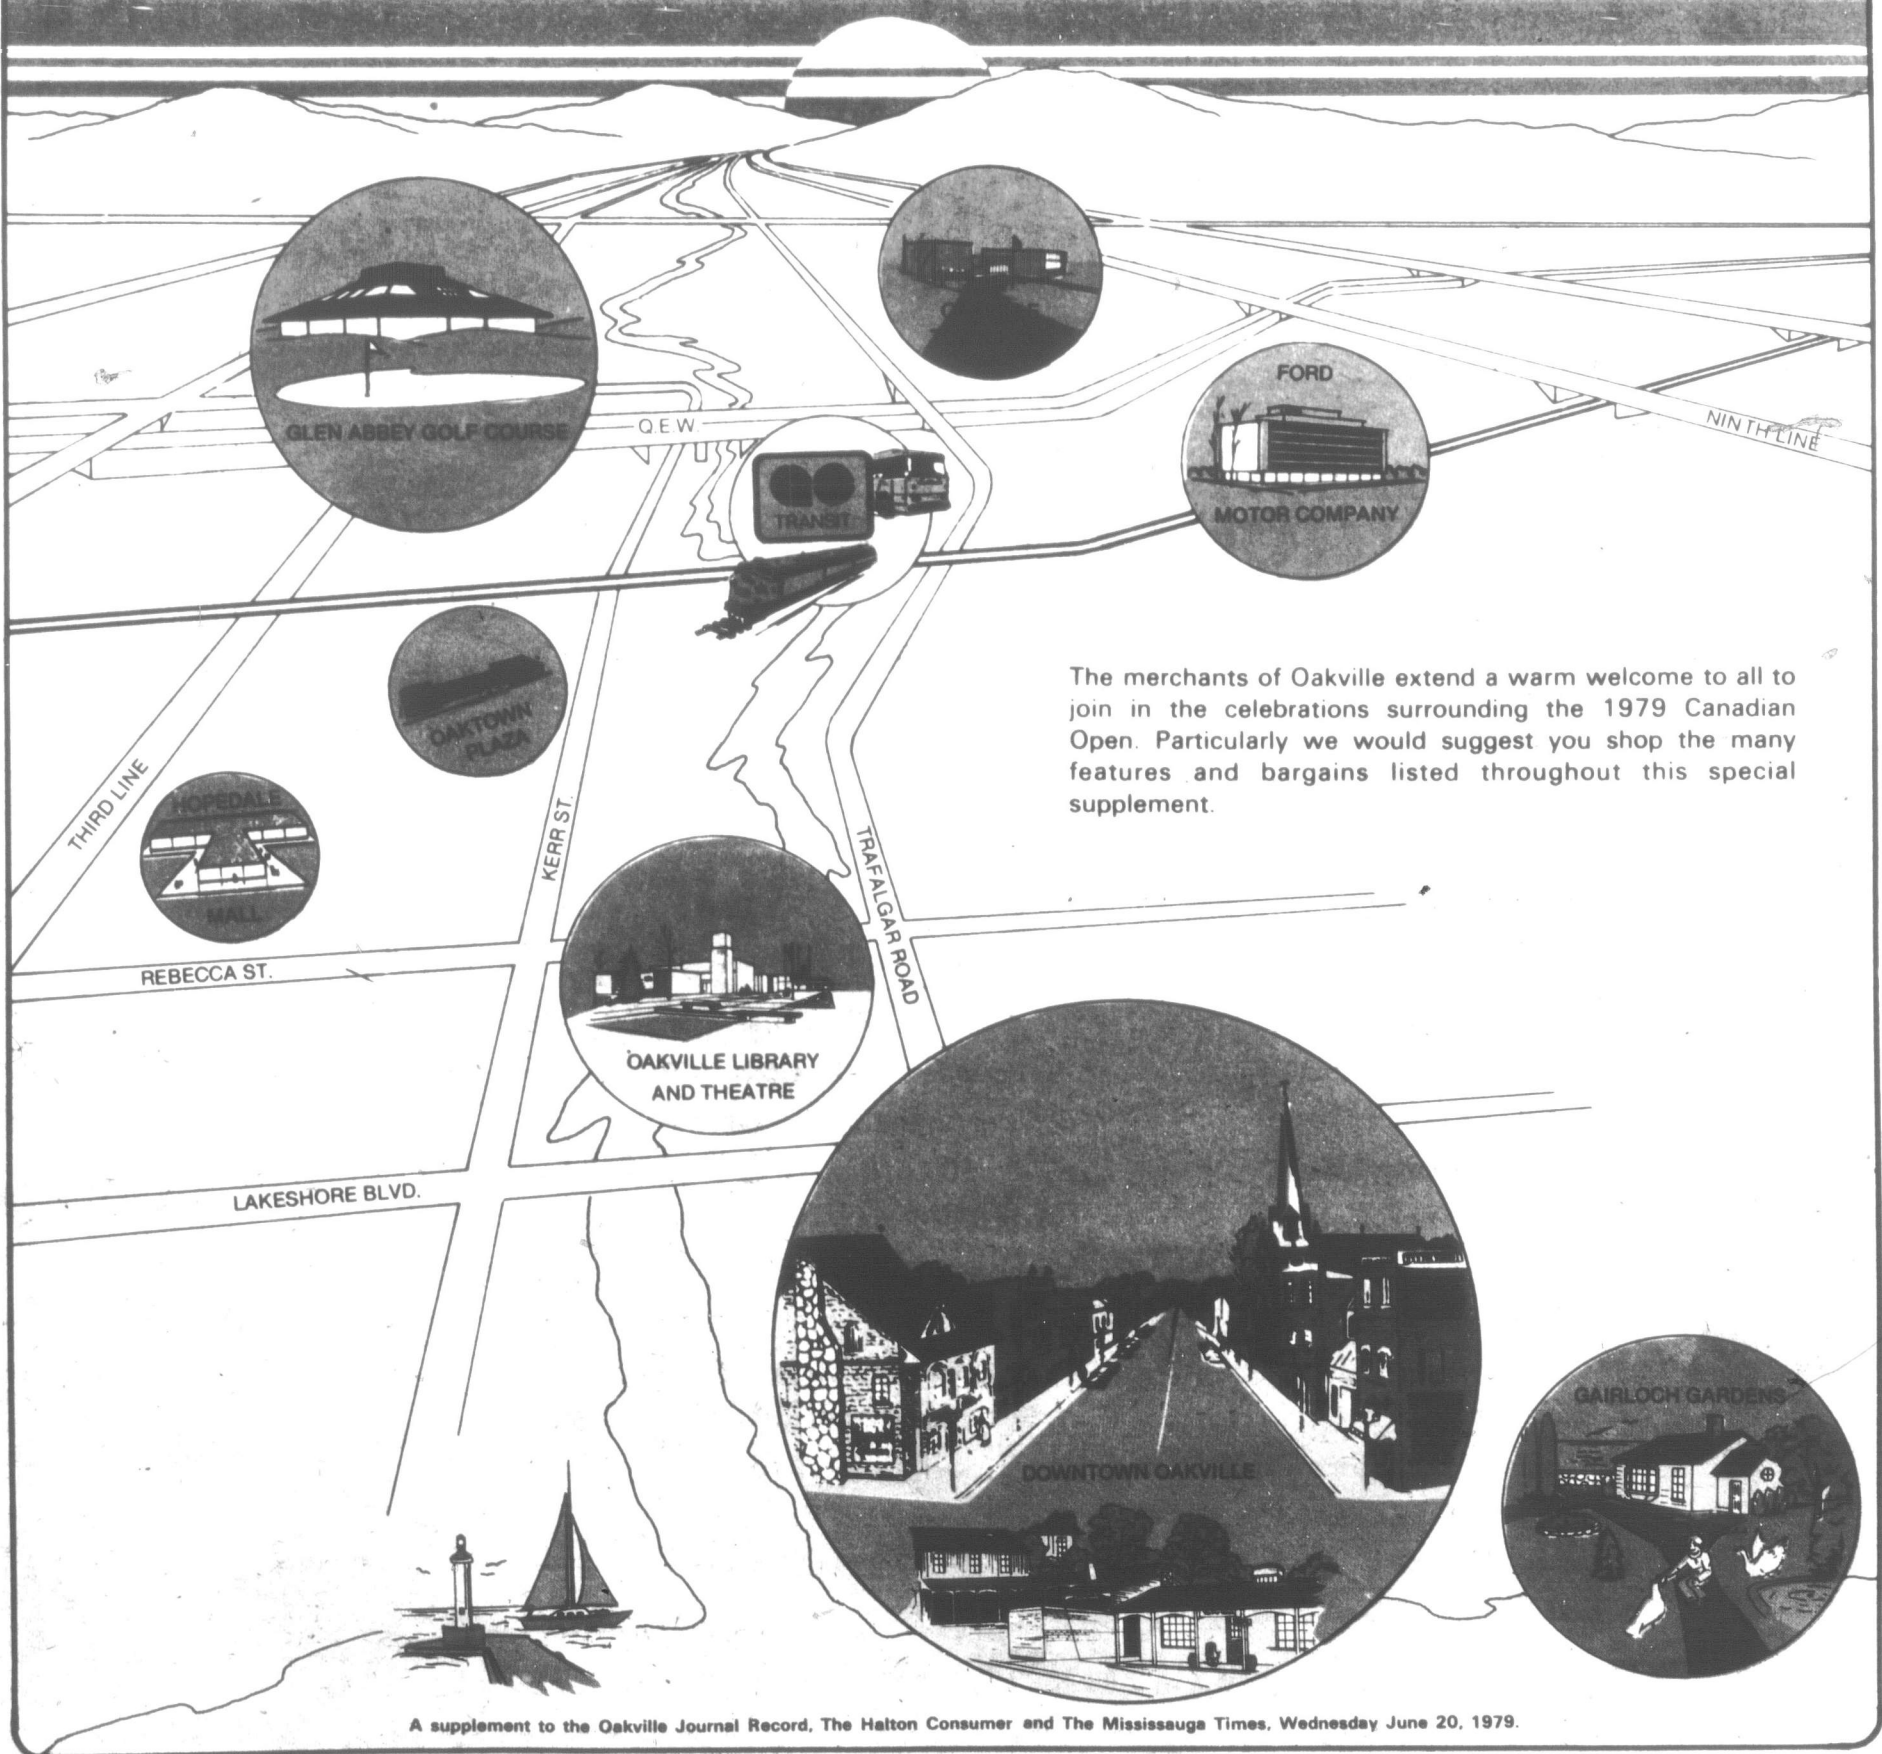 GLEN ABBEY GOLF COURSE
Q.E.W.
TRANSIT
FORD
MOTOR COMPANY
NINTH LINE
OAKTOWN
PLAZA
The merchants of Oakville extend a warm welcome to all to
join in the celebrations surrounding the 1979 Canadian
Open. Particularly we would suggest you shop the many
features and bargains listed throughout this special
supplement.
THIRD LINE
HOPEDALE
MALL
KERR ST.
TRAFALGAR ROAD
REBECCA ST.
OAKVILLE LIBRARY
AND THEATRE
LAKESHORE BLVD.
DOWNTOWN OAKVILLE
GAIRLOCH GARDENS
A supplement to the Oakville Journal Record, The Halton Consumer and The Mississauga Times, Wednesday June 20, 1979.